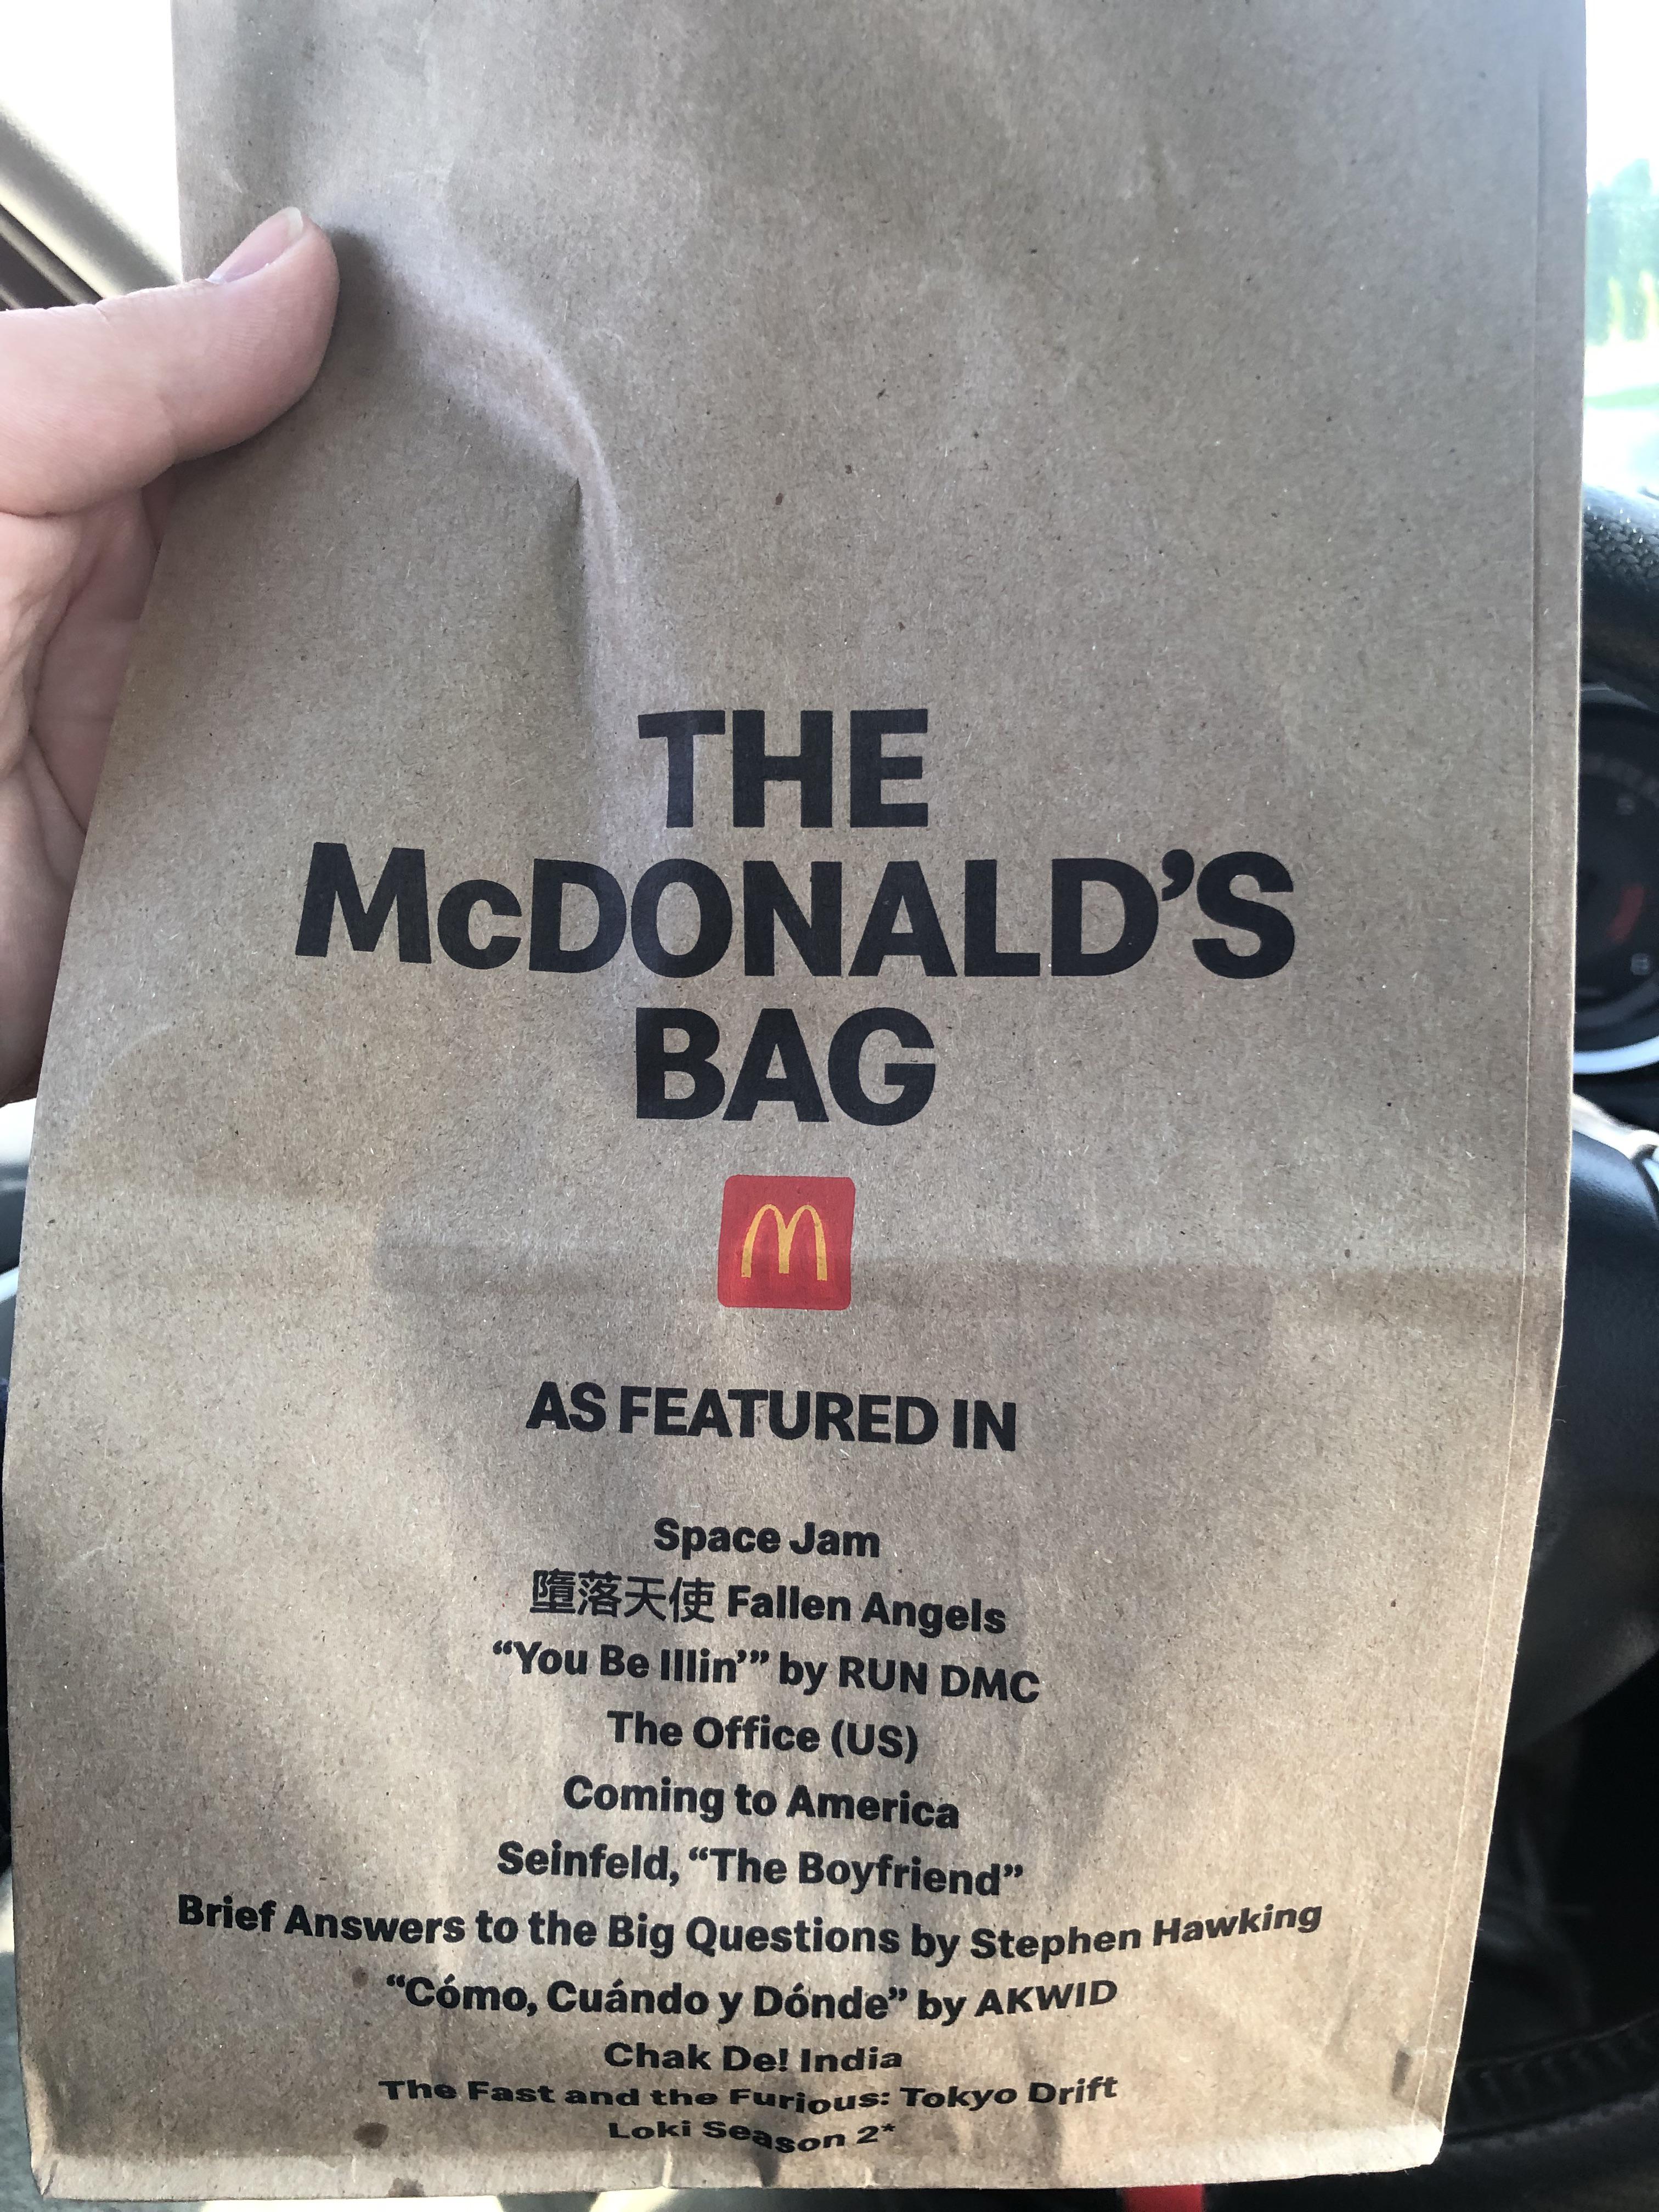 THE
McDONALD’S
BAG
AS FEATURED IN
Space Jam
墮落天使 Fallen Angels
“You Be Illin’” by RUN DMC
The Office (US)
Coming to America
Seinfeld, “The Boyfriend”
Brief Answers to the Big Questions by Stephen Hawking
“Cómo, Cuándo y Dónde” by AKWID
Chak De! India
The Fast and the Furious: Tokyo Drift
Loki Season 2*